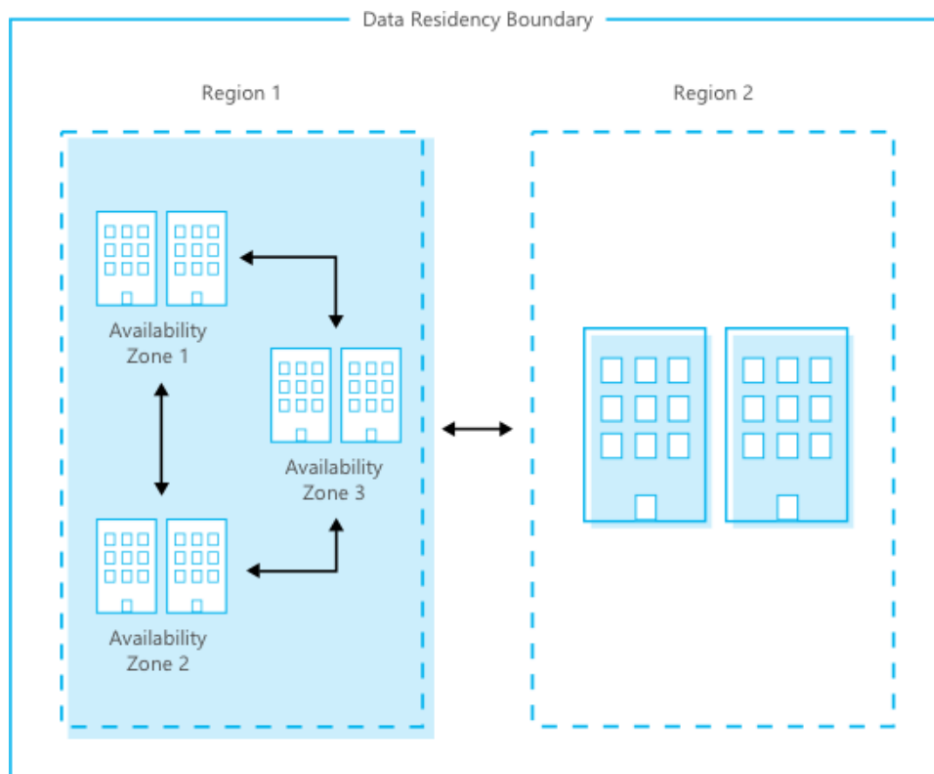 Data Residency Boundary
Region 1
Region 2
Availability
Zone 1
Availability
Zone 3
Availability
Zone 2